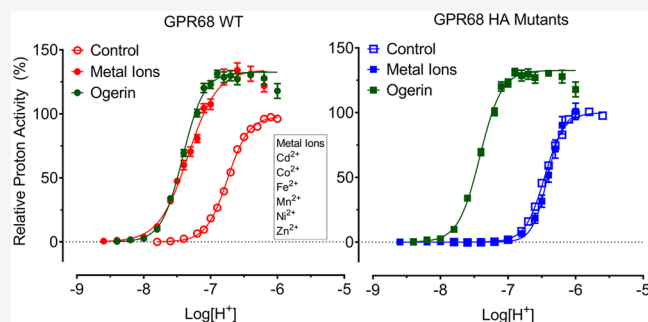 GPR68 WT
GPR68 HA Mutants
Relative Proton Activity (%)
150
100
50
0
Control
Metal Ions
Ogerin
Metal Ions
Cd2+
Co2+
Fe2+
Mn2+
Ni2+
Zn2+
-9 -8 -7 -6 -5
Log[H+]
150
100
50
0
Control
Metal Ions
Ogerin
-9 -8 -7 -6 -5
Log[H+]